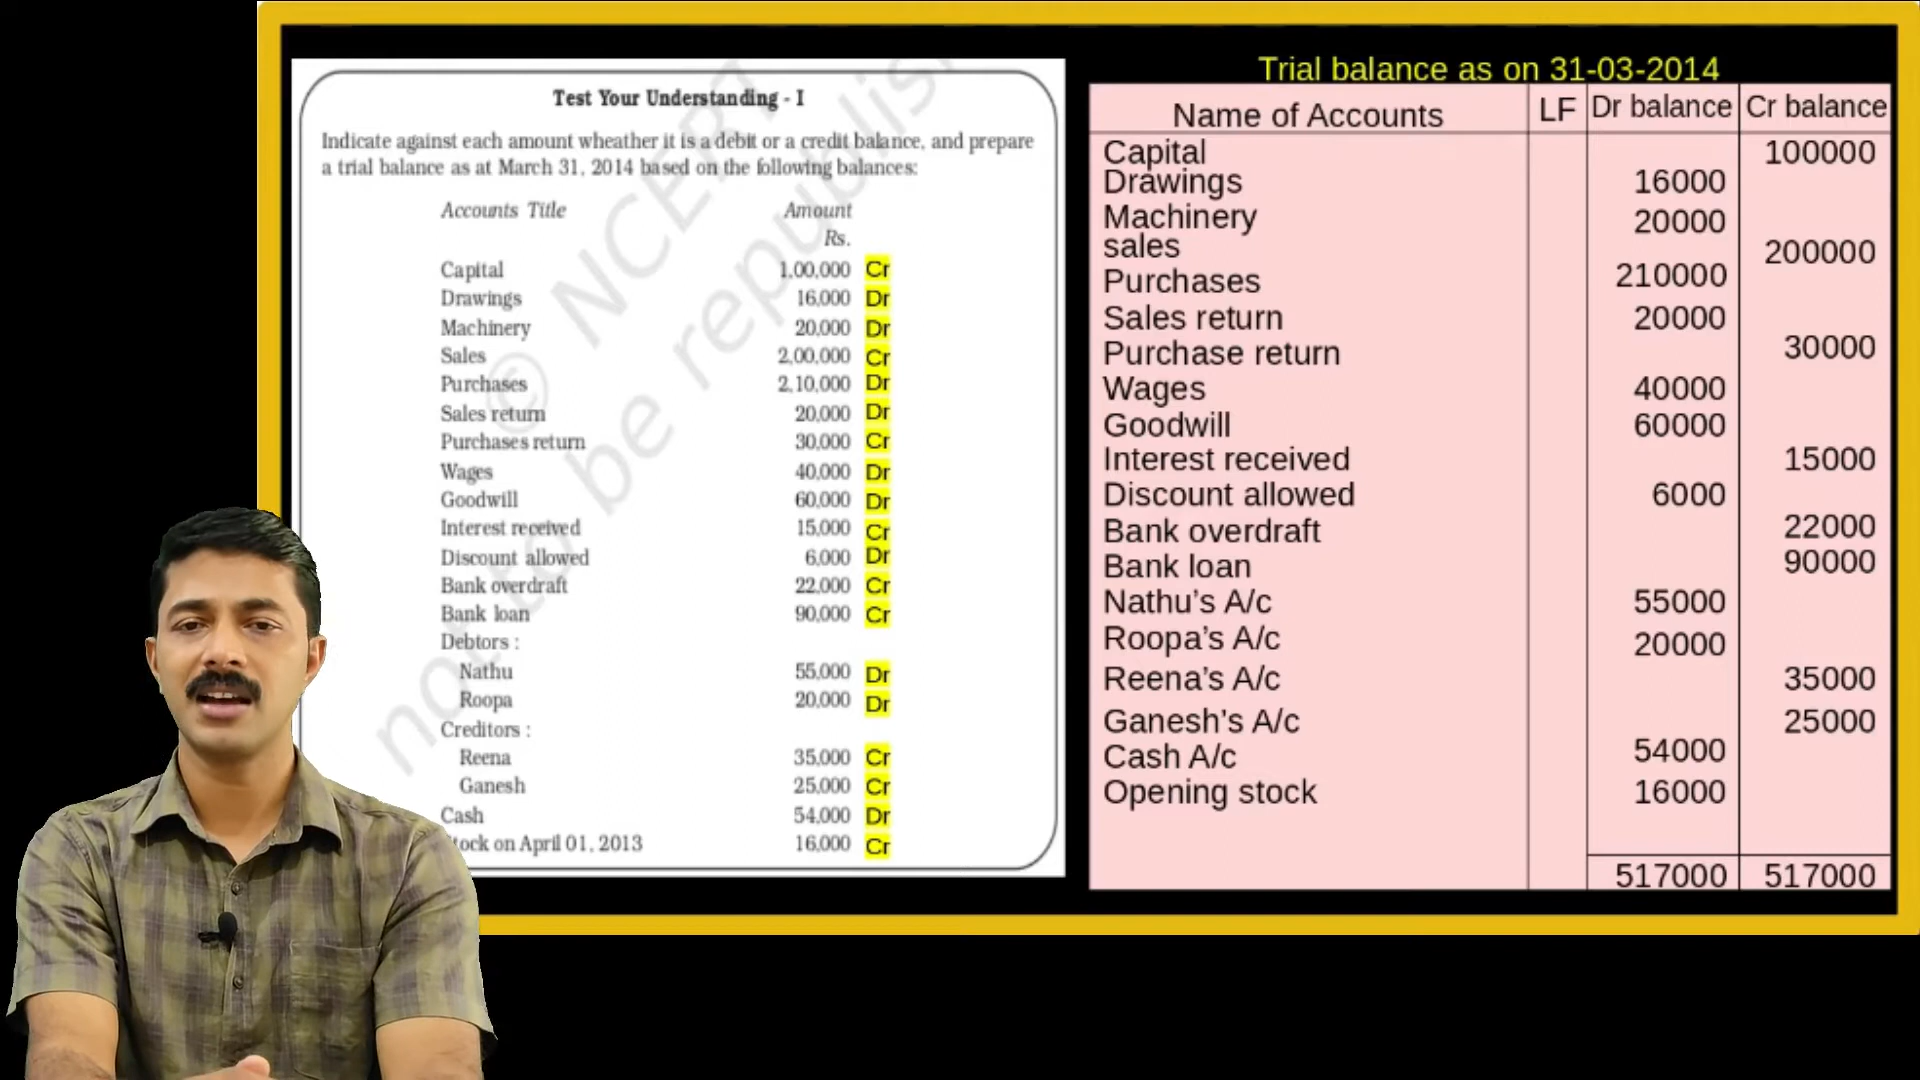 Test Your Understanding - I
Indicate against each amount wheather it is a debit or a credit balance, and prepare
a trial balance as at March 31, 2014 based on the following balances:
Accounts Title Amount
Rs.
Capital 1,00,000 Cr
Drawings 16,000 Dr
Machinery 20,000 Dr
Sales 2,00,000 Cr
Purchases 2,10,000 Dr
Sales return 20,000 Dr
Purchases return 30,000 Cr
Wages 40,000 Dr
Goodwill 60,000 Dr
Interest received 15,000 Cr
Discount allowed 6,000 Dr
Bank overdraft 22,000 Cr
Bank loan 90,000 Cr
Debtors :
Nathu 55,000 Dr
Roopa 20,000 Dr
Creditors :
Reena 35,000 Cr
Ganesh 25,000 Cr
Cash 54,000 Dr
tock on April 01, 2013 16,000 Cr
© NCERT
not to be republis
Trial balance as on 31-03-2014
Name of Accounts LF Dr balance Cr balance
Capital 100000
Drawings 16000
Machinery 20000
sales 200000
Purchases 210000
Sales return 20000
Purchase return 30000
Wages 40000
Goodwill 60000
Interest received 15000
Discount allowed 6000
Bank overdraft 22000
Bank loan 90000
Nathu's A/c 55000
Roopa's A/c 20000
Reena's A/c 35000
Ganesh's A/c 25000
Cash A/c 54000
Opening stock 16000
517000 517000